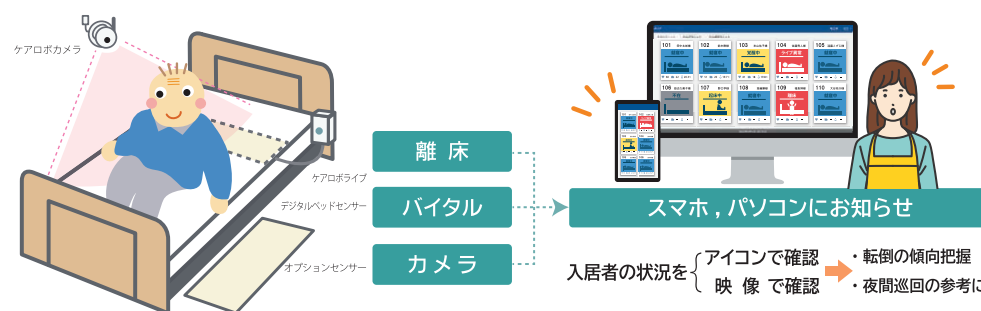 ケアロボカメラ
ケアロボライブ
デジタルベッドセンサー
オプションセンサー
離床
バイタル
カメラ
101
102
103
104
105
106
107
108
109
110
スマホ,パソコンにお知らせ
入居者の状況を
アイコンで確認
映像で確認
・転倒の傾向把握
・夜間巡回の参考に